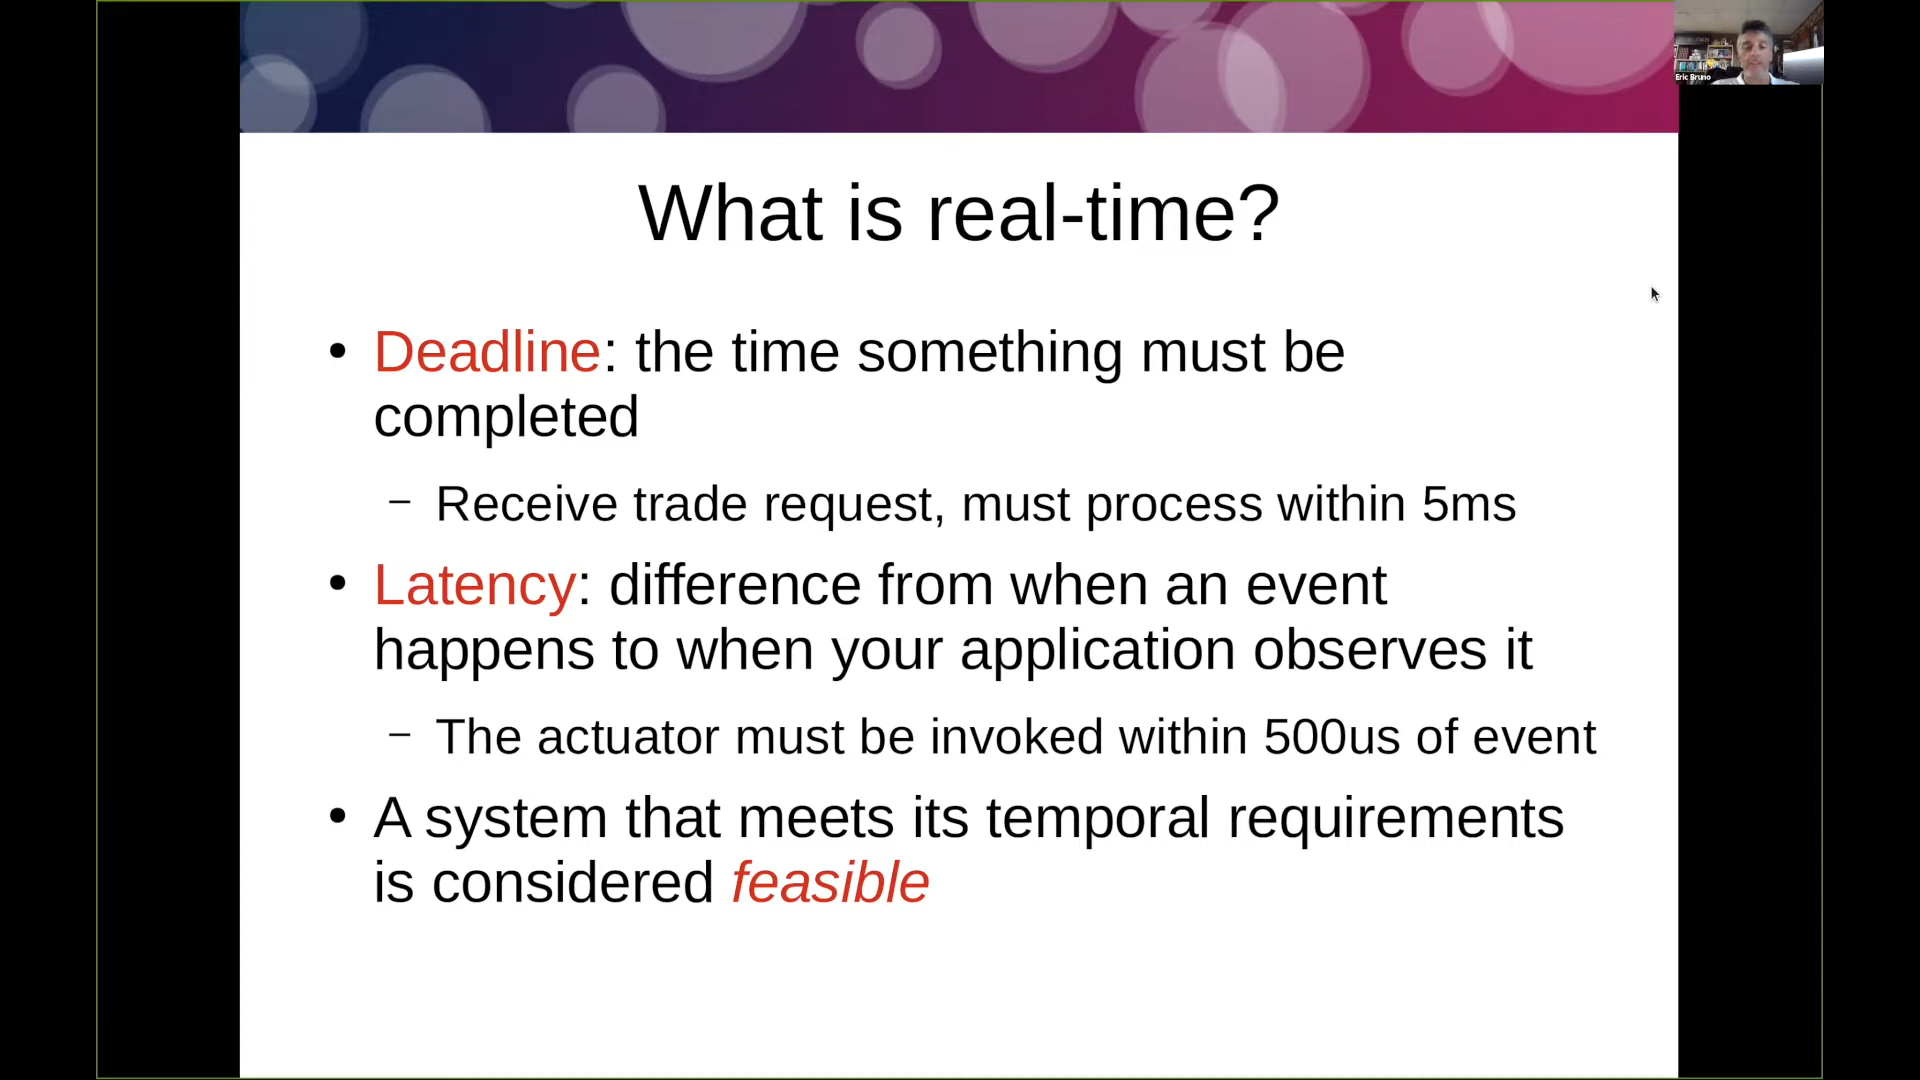 Eric Bruno
What is real-time?
• Deadline: the time something must be
completed
– Receive trade request, must process within 5ms
• Latency: difference from when an event
happens to when your application observes it
– The actuator must be invoked within 500us of event
• A system that meets its temporal requirements
is considered feasible